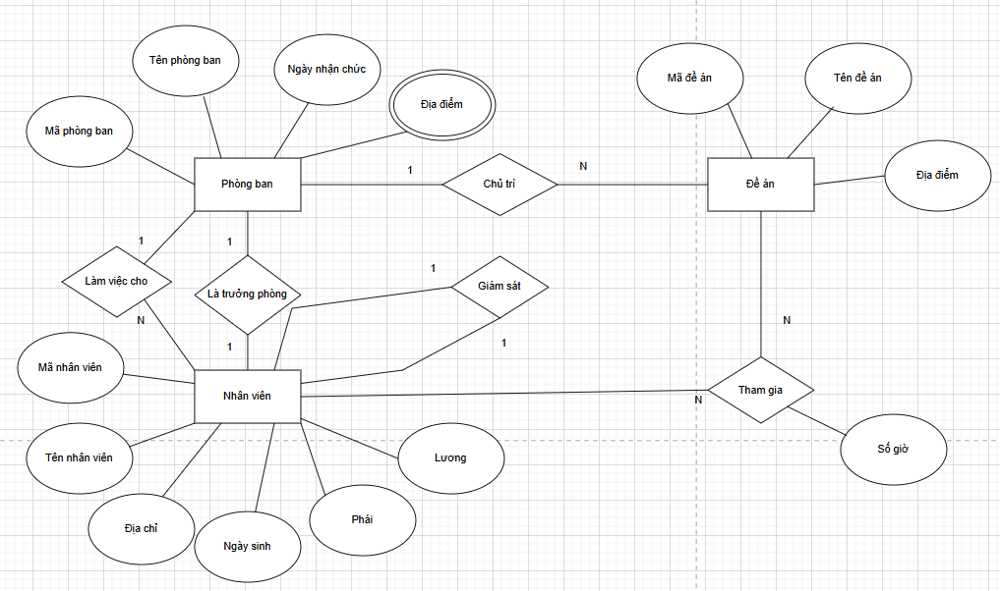 Tên phòng ban
Ngày nhận chức
Mã đề án
Tên đề án
Địa điểm
Mã phòng ban
1
N
Địa điểm
Phòng ban
Chủ trì
Đề án
1
1
Làm việc cho
Là trưởng phòng
1
Giám sát
N
1
1
N
Mã nhân viên
Nhân viên
N
Tham gia
Tên nhân viên
Lương
Số giờ
Địa chỉ
Ngày sinh
Phái